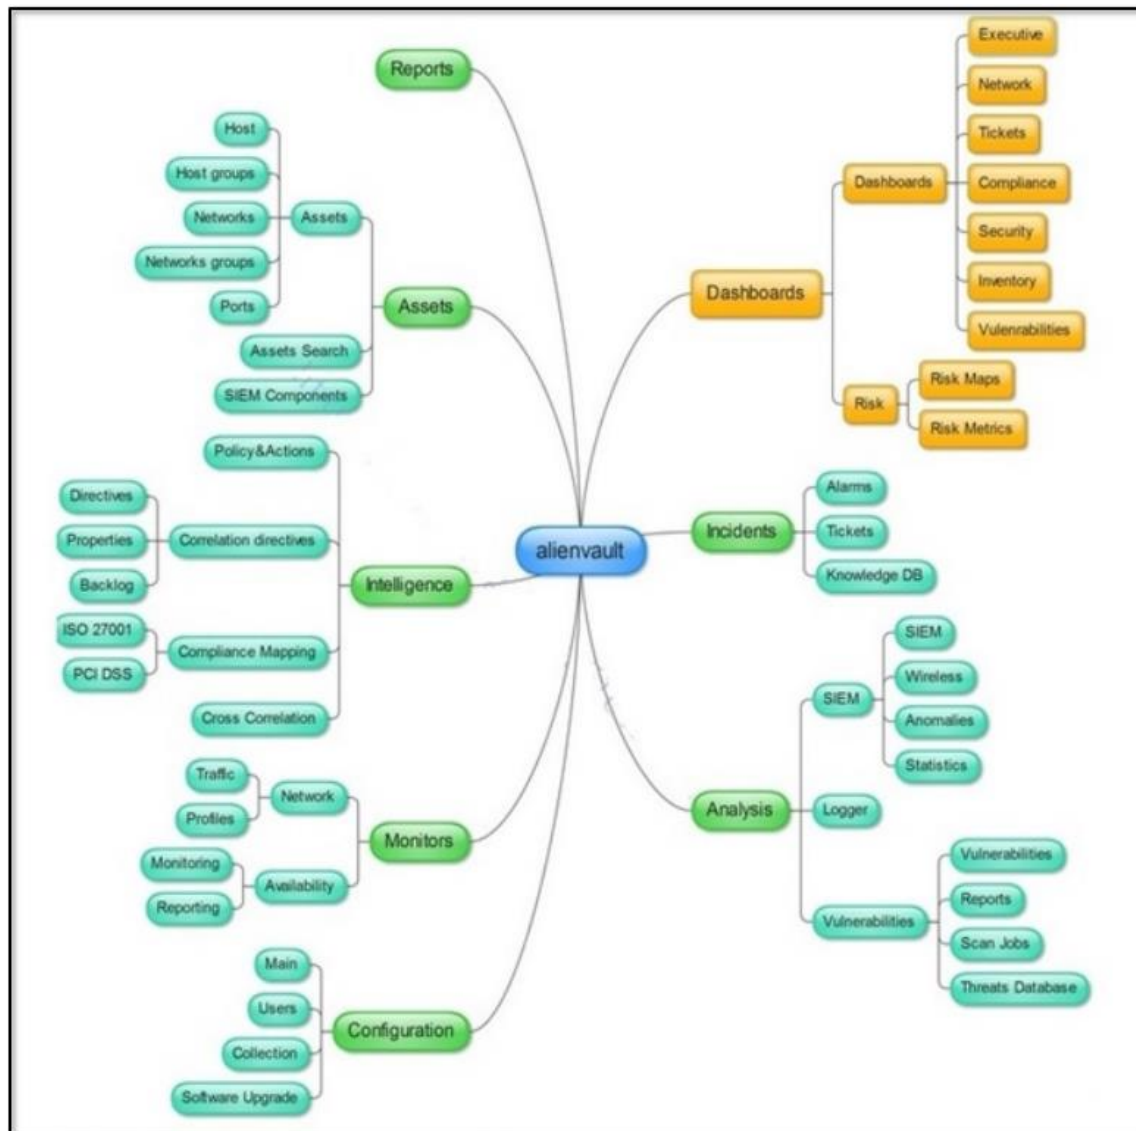 Reports
Host
Host groups
Networks
Networks groups
Ports
Assets
Assets Search
SIEM Components
Assets
Policy&Actions
Directives
Properties
Backlog
Correlation directives
ISO 27001
PCI DSS
Compliance Mapping
Cross Correlation
Intelligence
Traffic
Profiles
Network
Monitoring
Reporting
Availability
Monitors
Main
Users
Collection
Software Upgrade
Configuration
alienvault
Dashboards
Dashboards
Executive
Network
Tickets
Compliance
Security
Inventory
Vulenrabilities
Risk
Risk Maps
Risk Metrics
Incidents
Alarms
Tickets
Knowledge DB
Analysis
SIEM
SIEM
Wireless
Anomalies
Statistics
Logger
Vulnerabilities
Vulnerabilities
Reports
Scan Jobs
Threats Database